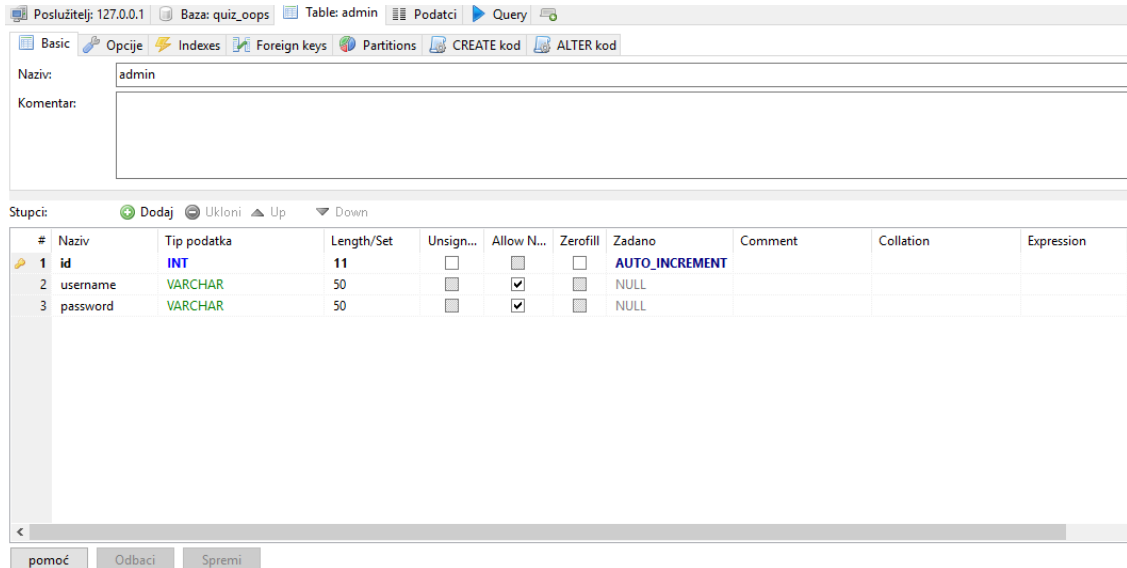 Poslužitelj: 127.0.0.1 Baza: quiz_oops Table: admin Podatci Query
Basic Opcije Indexes Foreign keys Partitions CREATE kod ALTER kod
Naziv: admin
Komentar:
Stupci: Dodaj Ukloni Up Down
# Naziv Tip podatka Length/Set Unsign... Allow N... Zerofill Zadano Comment Collation Expression
1 id INT 11 AUTO_INCREMENT
2 username VARCHAR 50 NULL
3 password VARCHAR 50 NULL
pomoć Odbaci Spremi